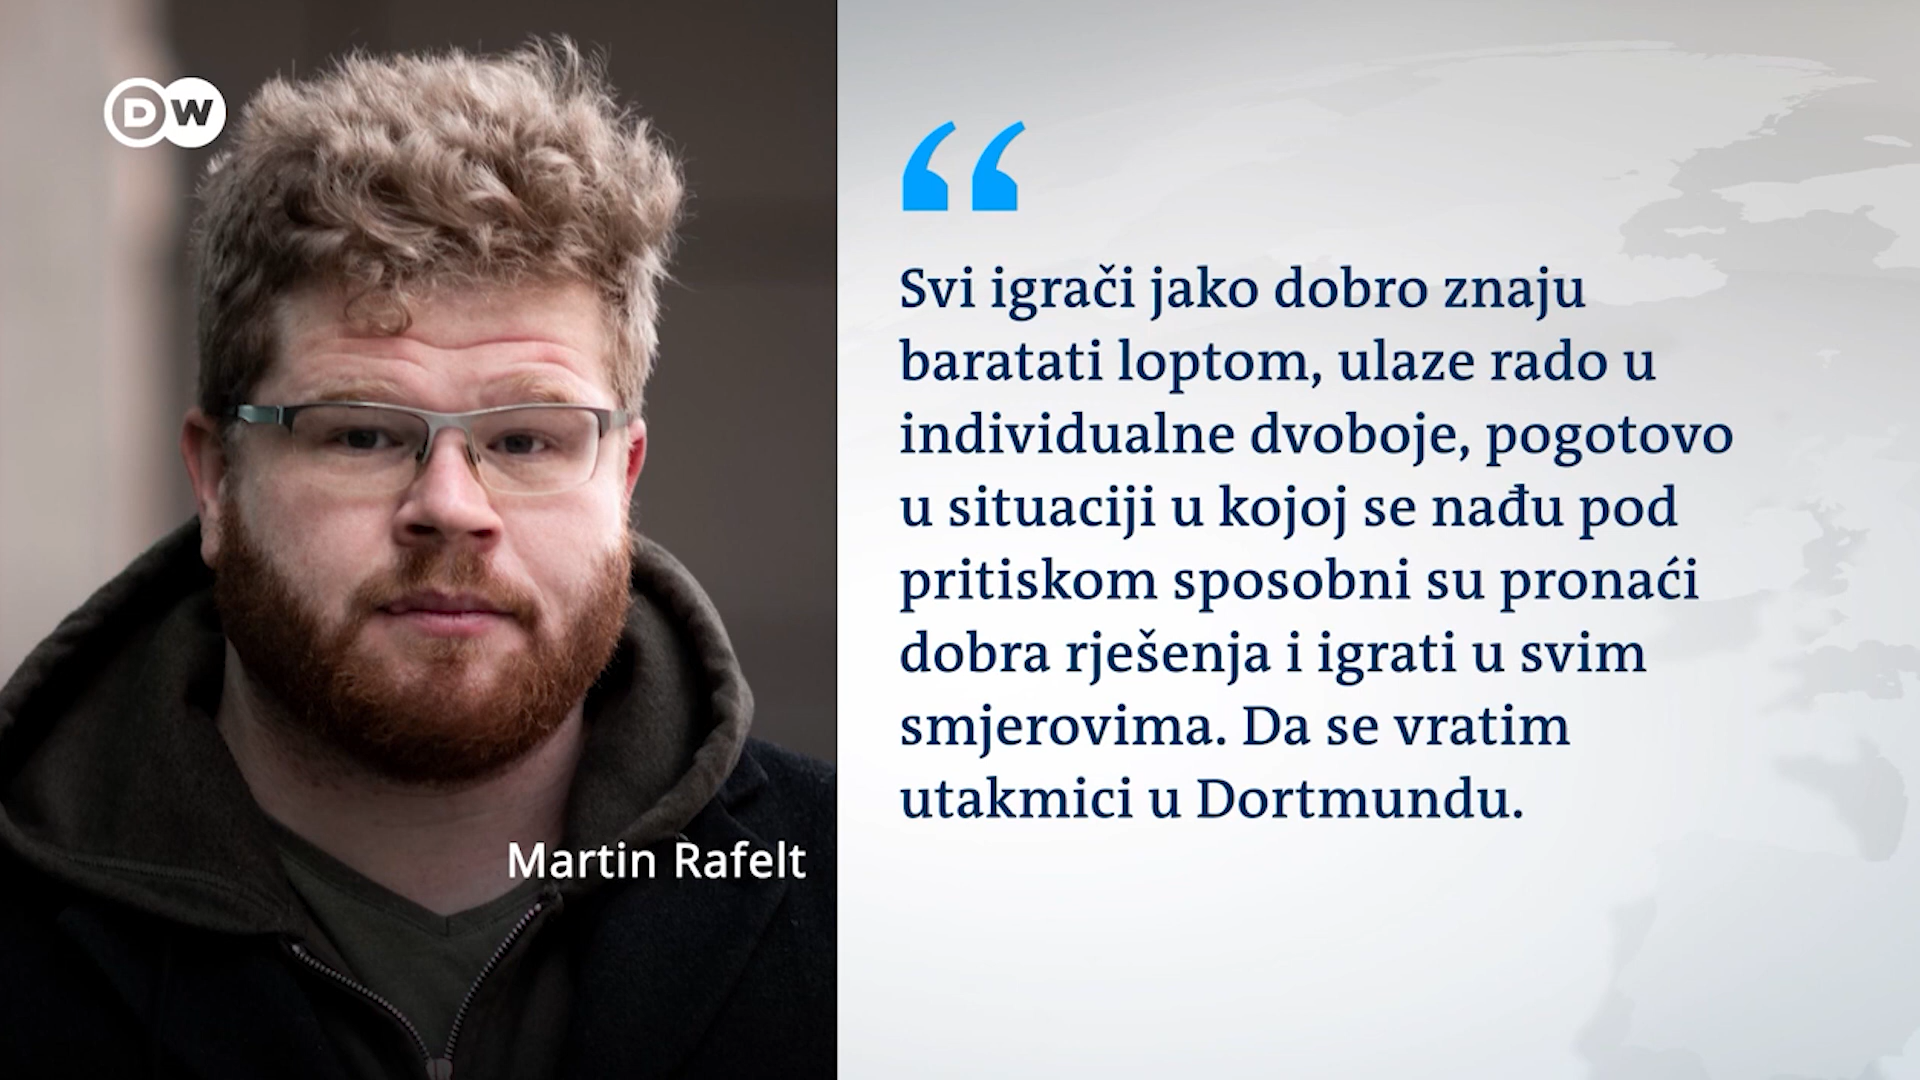 DW
“
Svi igrači jako dobro znaju
baratati loptom, ulaze rado u
individualne dvoboje, pogotovo
u situaciji u kojoj se nađu pod
pritiskom sposobni su pronaći
dobra rješenja i igrati u svim
smjerovima. Da se vratim
utakmici u Dortmundu.
Martin Rafelt